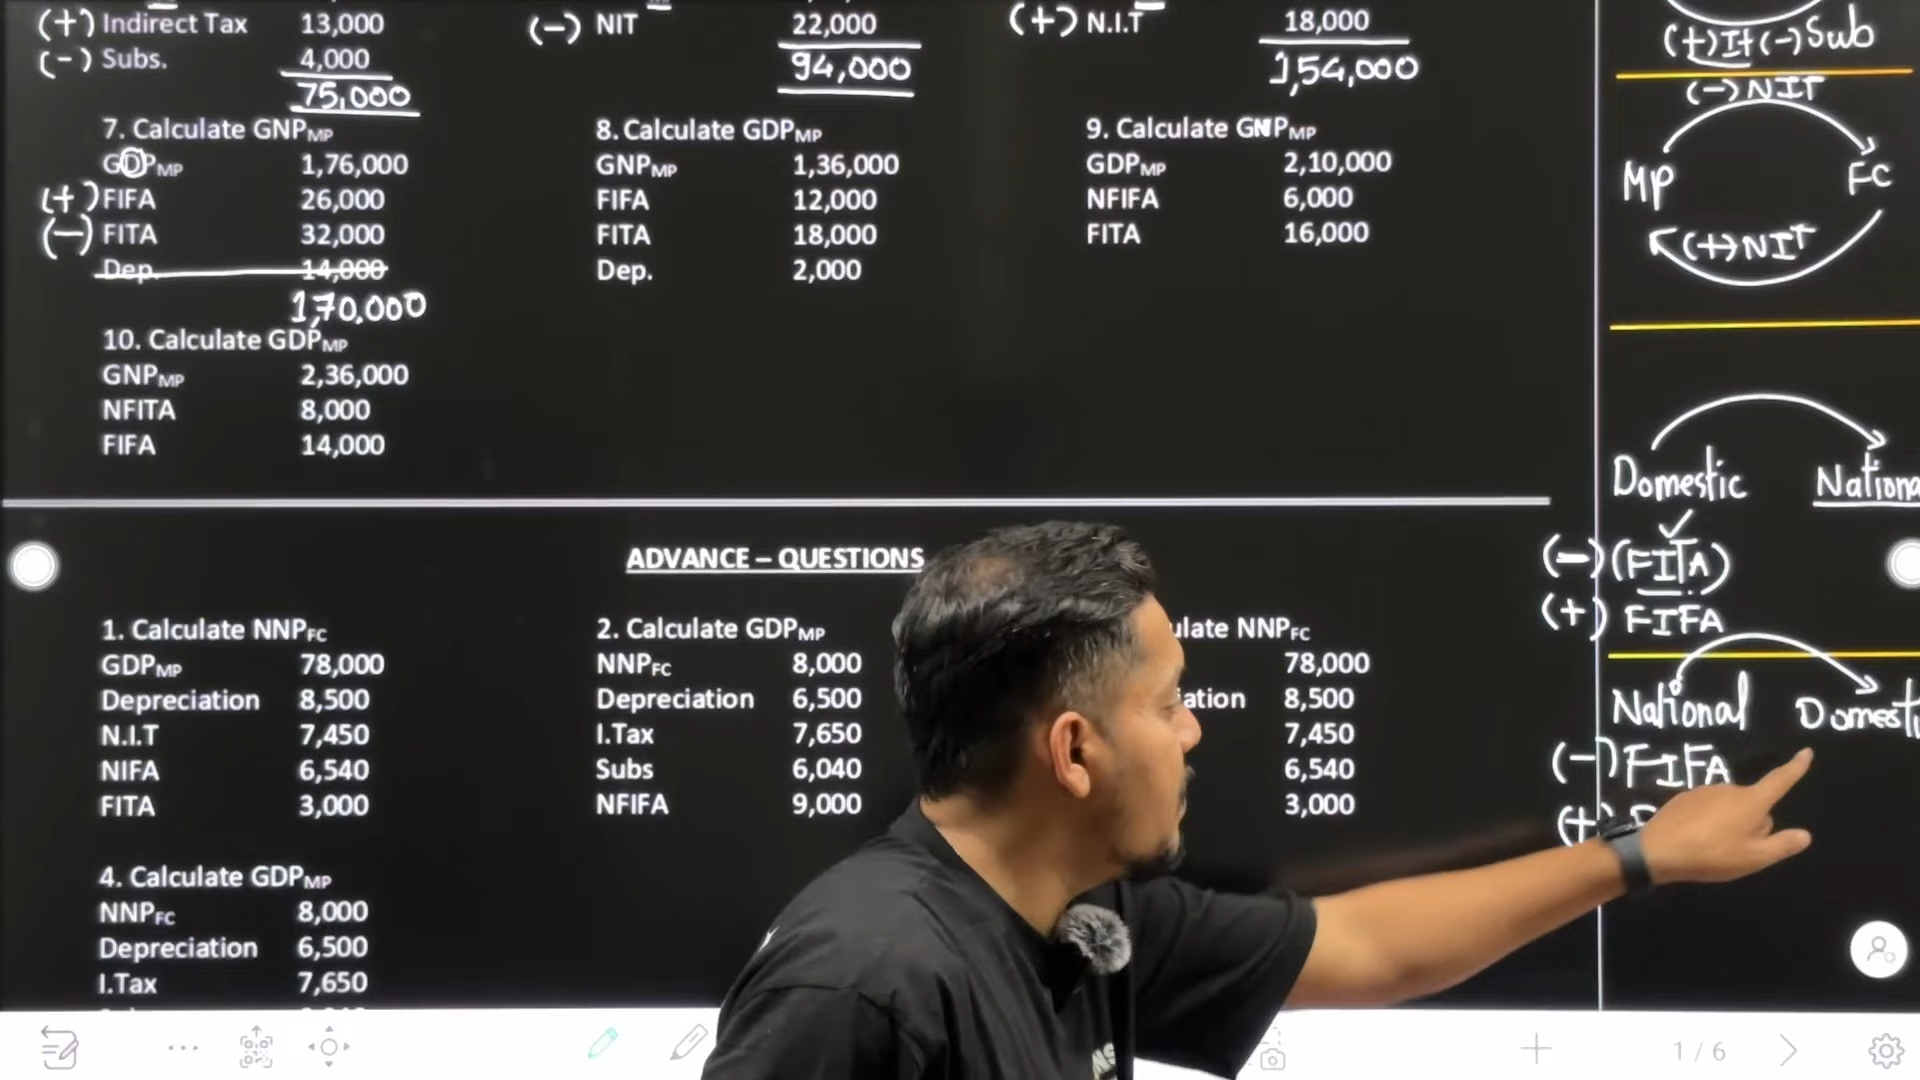 (+) Indirect Tax 13,000
(-) Subs. 4,000
75,000
(-) NIT 22,000
94,000
(+) N.I.T 18,000
1,54,000
(+) It (-) Sub
(-) NIT
MP FC
(+) NIT
7. Calculate GNPMP
GDPMP 1,76,000
(+) FIFA 26,000
(-) FITA 32,000
Dep. 14,000
1,70,000
8. Calculate GDPMP
GNPMP 1,36,000
FIFA 12,000
FITA 18,000
Dep. 2,000
9. Calculate GNPMP
GDPMP 2,10,000
NFIFA 6,000
FITA 16,000
10. Calculate GDPMP
GNPMP 2,36,000
NFITA 8,000
FIFA 14,000
Domestic Nationa
(-) (FITA)
(+) FIFA
National Domesti
(-) FIFA
(+)
ADVANCE – QUESTIONS
1. Calculate NNPFC
GDPMP 78,000
Depreciation 8,500
N.I.T 7,450
NIFA 6,540
FITA 3,000
2. Calculate GDPMP
NNPFC 8,000
Depreciation 6,500
I.Tax 7,650
Subs 6,040
NFIFA 9,000
ulate NNPFC
78,000
iation 8,500
7,450
6,540
3,000
4. Calculate GDPMP
NNPFC 8,000
Depreciation 6,500
I.Tax 7,650
1 / 6